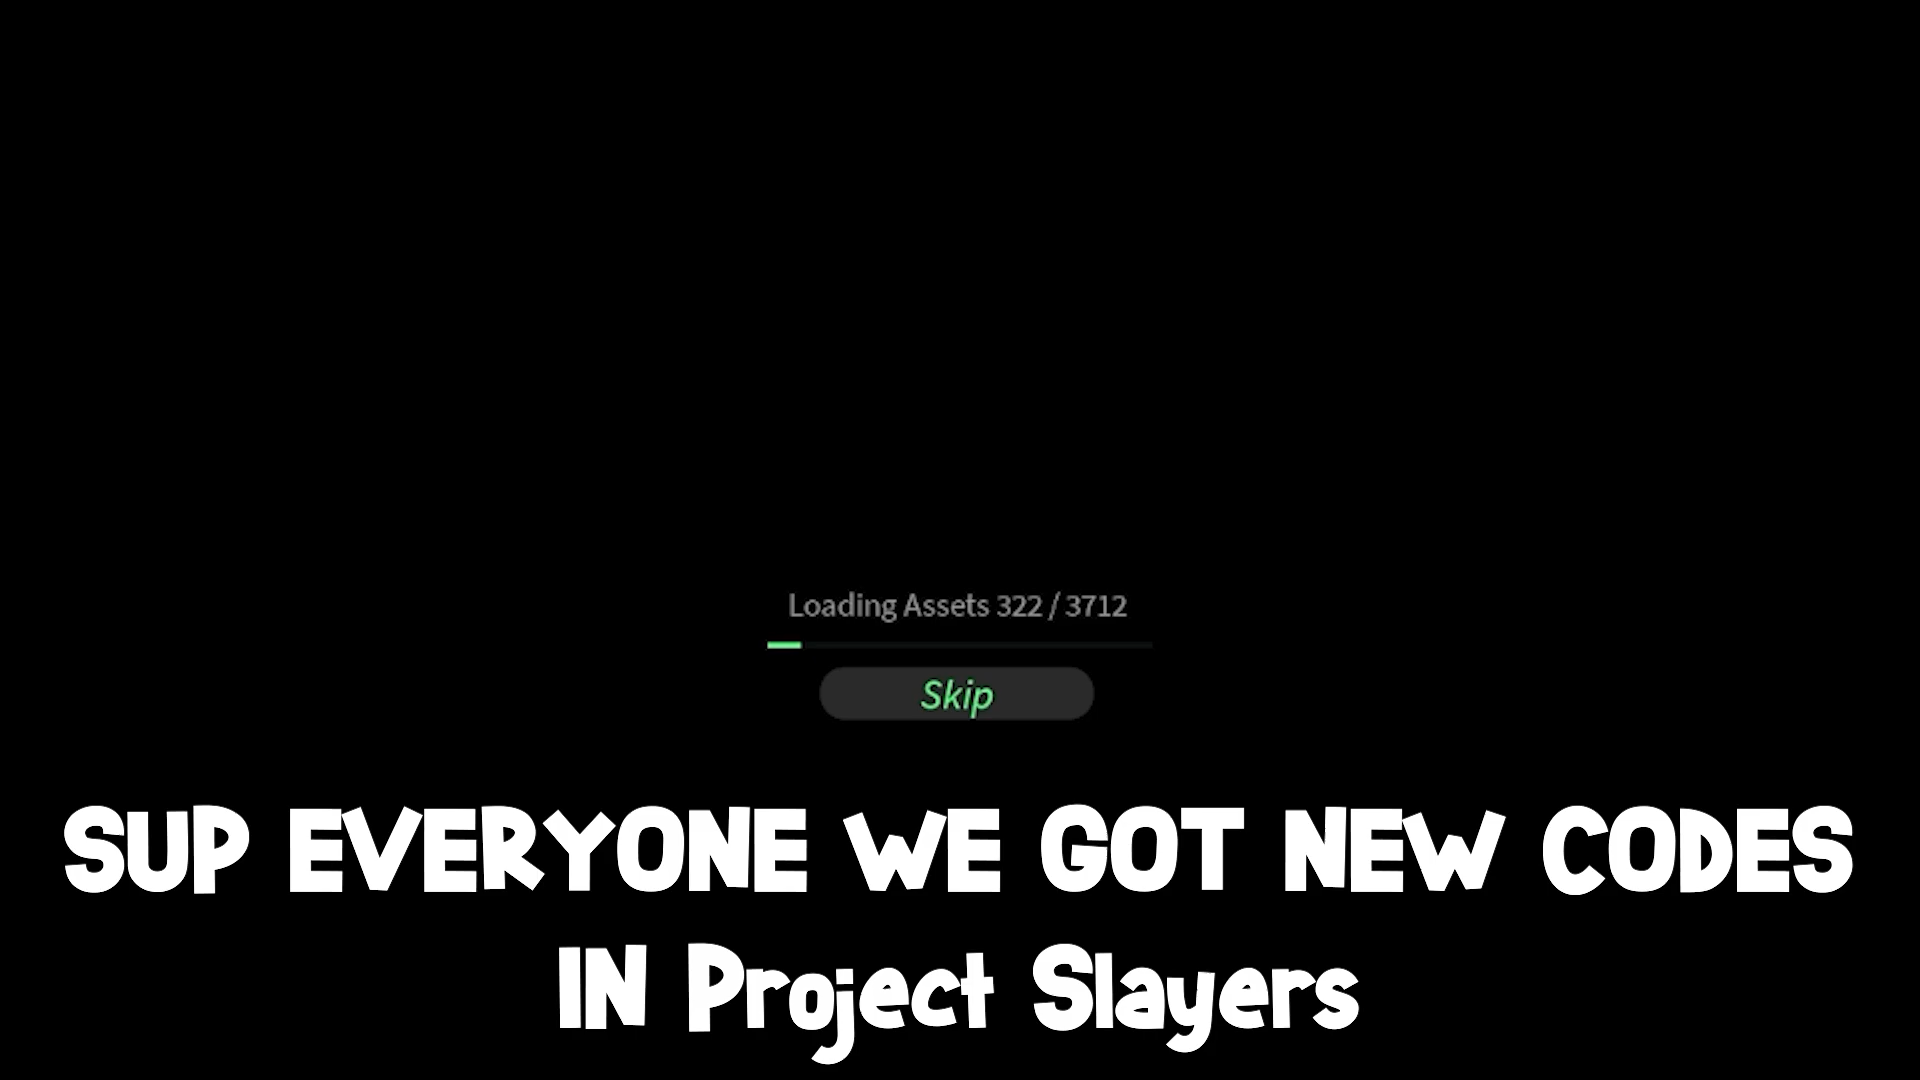 Loading Assets 322 / 3712
Skip
SUP EVERYONE WE GOT NEW CODES
IN Project Slayers